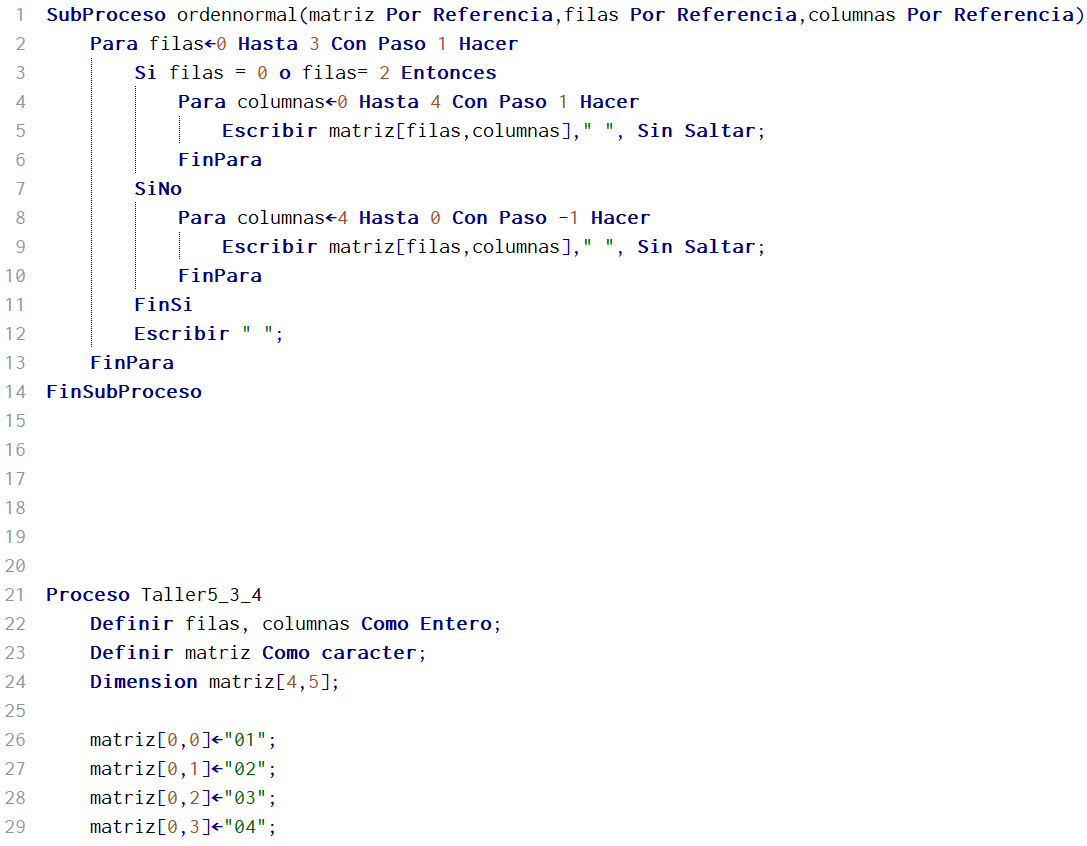 1 SubProceso ordennormal(matriz Por Referencia,filas Por Referencia,columnas Por Referencia)
2 Para filas←0 Hasta 3 Con Paso 1 Hacer
3 Si filas = 0 o filas= 2 Entonces
4 Para columnas←0 Hasta 4 Con Paso 1 Hacer
5 Escribir matriz[filas,columnas]," ", Sin Saltar;
6 FinPara
7 SiNo
8 Para columnas←4 Hasta 0 Con Paso -1 Hacer
9 Escribir matriz[filas,columnas]," ", Sin Saltar;
10 FinPara
11 FinSi
12 Escribir " ";
13 FinPara
14 FinSubProceso
15
16
17
18
19
20
21 Proceso Taller5_3_4
22 Definir filas, columnas Como Entero;
23 Definir matriz Como caracter;
24 Dimension matriz[4,5];
25
26 matriz[0,0]←"01";
27 matriz[0,1]←"02";
28 matriz[0,2]←"03";
29 matriz[0,3]←"04";